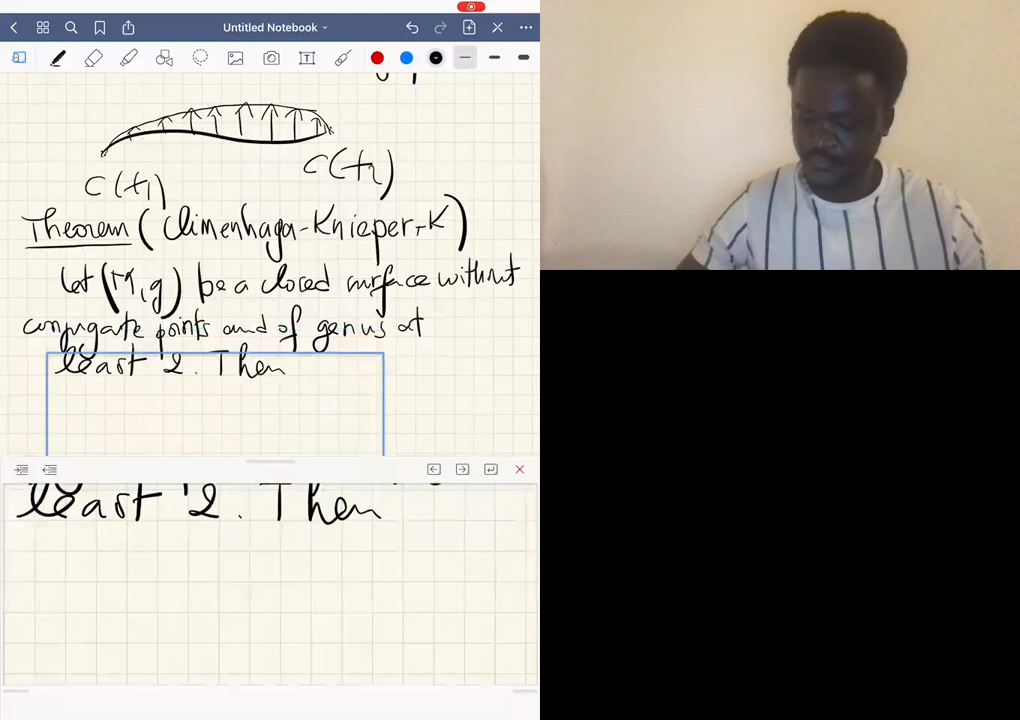 Untitled Notebook
c(t1)
c(t2)
Theorem (Climenhaga-Knieper-K)
Let (M,g) be a closed surface without
conjugate points and of genus at
least 2. Then
least 2. Then